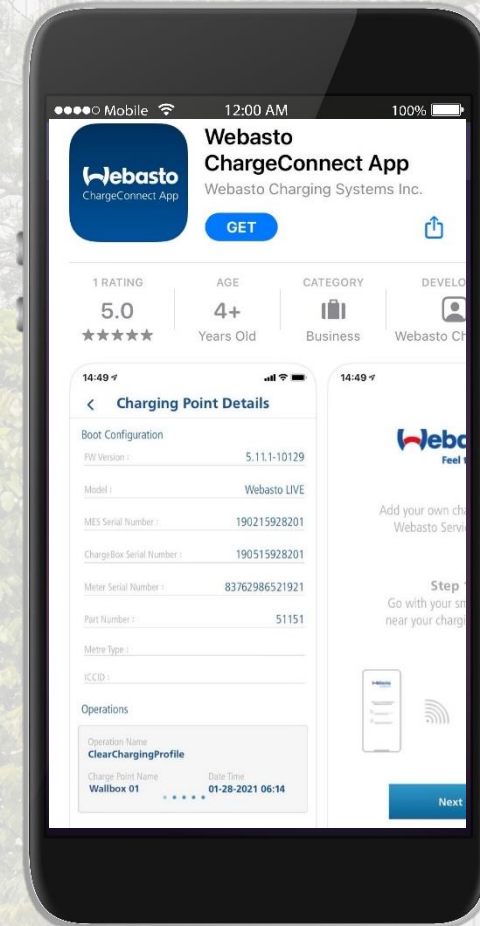 Mobile 12:00 AM 100%
Webasto
ChargeConnect App
Webasto
ChargeConnect App
Webasto Charging Systems Inc.
GET
1 RATING AGE CATEGORY DEVELO
5.0 4+
★★★★★ Years Old Business Webasto Ch
14:49
Charging Point Details
Boot Configuration
FW Version : 5.11.1-10129
Model : Webasto LIVE
MES Serial Number : 190215928201
ChargeBox Serial Number : 190515928201
Meter Serial Number : 83762986521921
Part Number : 51151
Metre Type :
ICCID :
Operations
Operation Name
ClearChargingProfile
Charge Point Name Date Time
Wallbox 01 01-28-2021 06:14
14:49
Webc
Feel t
Add your own cha
Webasto Servi
Step
Go with your sm
near your chargi
Next